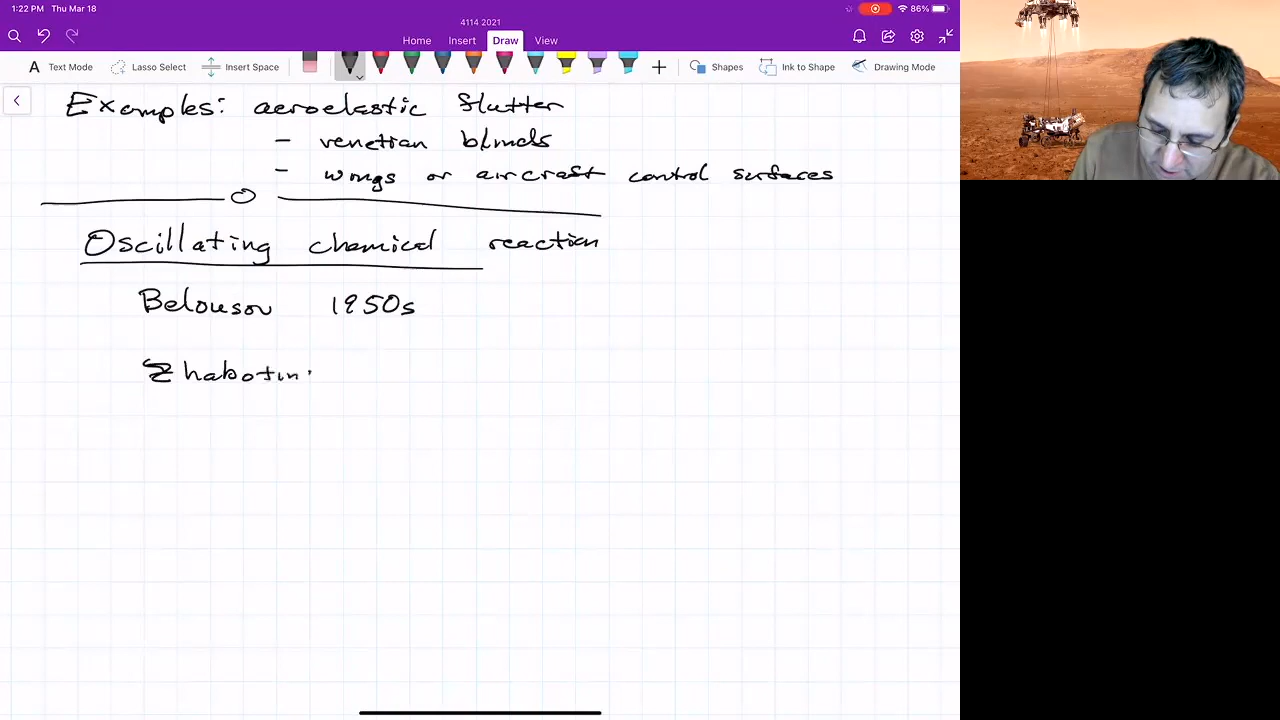 1:22 PM Thu Mar 18
86%
4114 2021
Home Insert Draw View
A Text Mode Lasso Select Insert Space Shapes Ink to Shape Drawing Mode
Examples: aeroelastic flutter
- venetian blinds
- wings or aircraft control surfaces
Oscillating chemical reaction
Belousov 1950s
Zhabotin